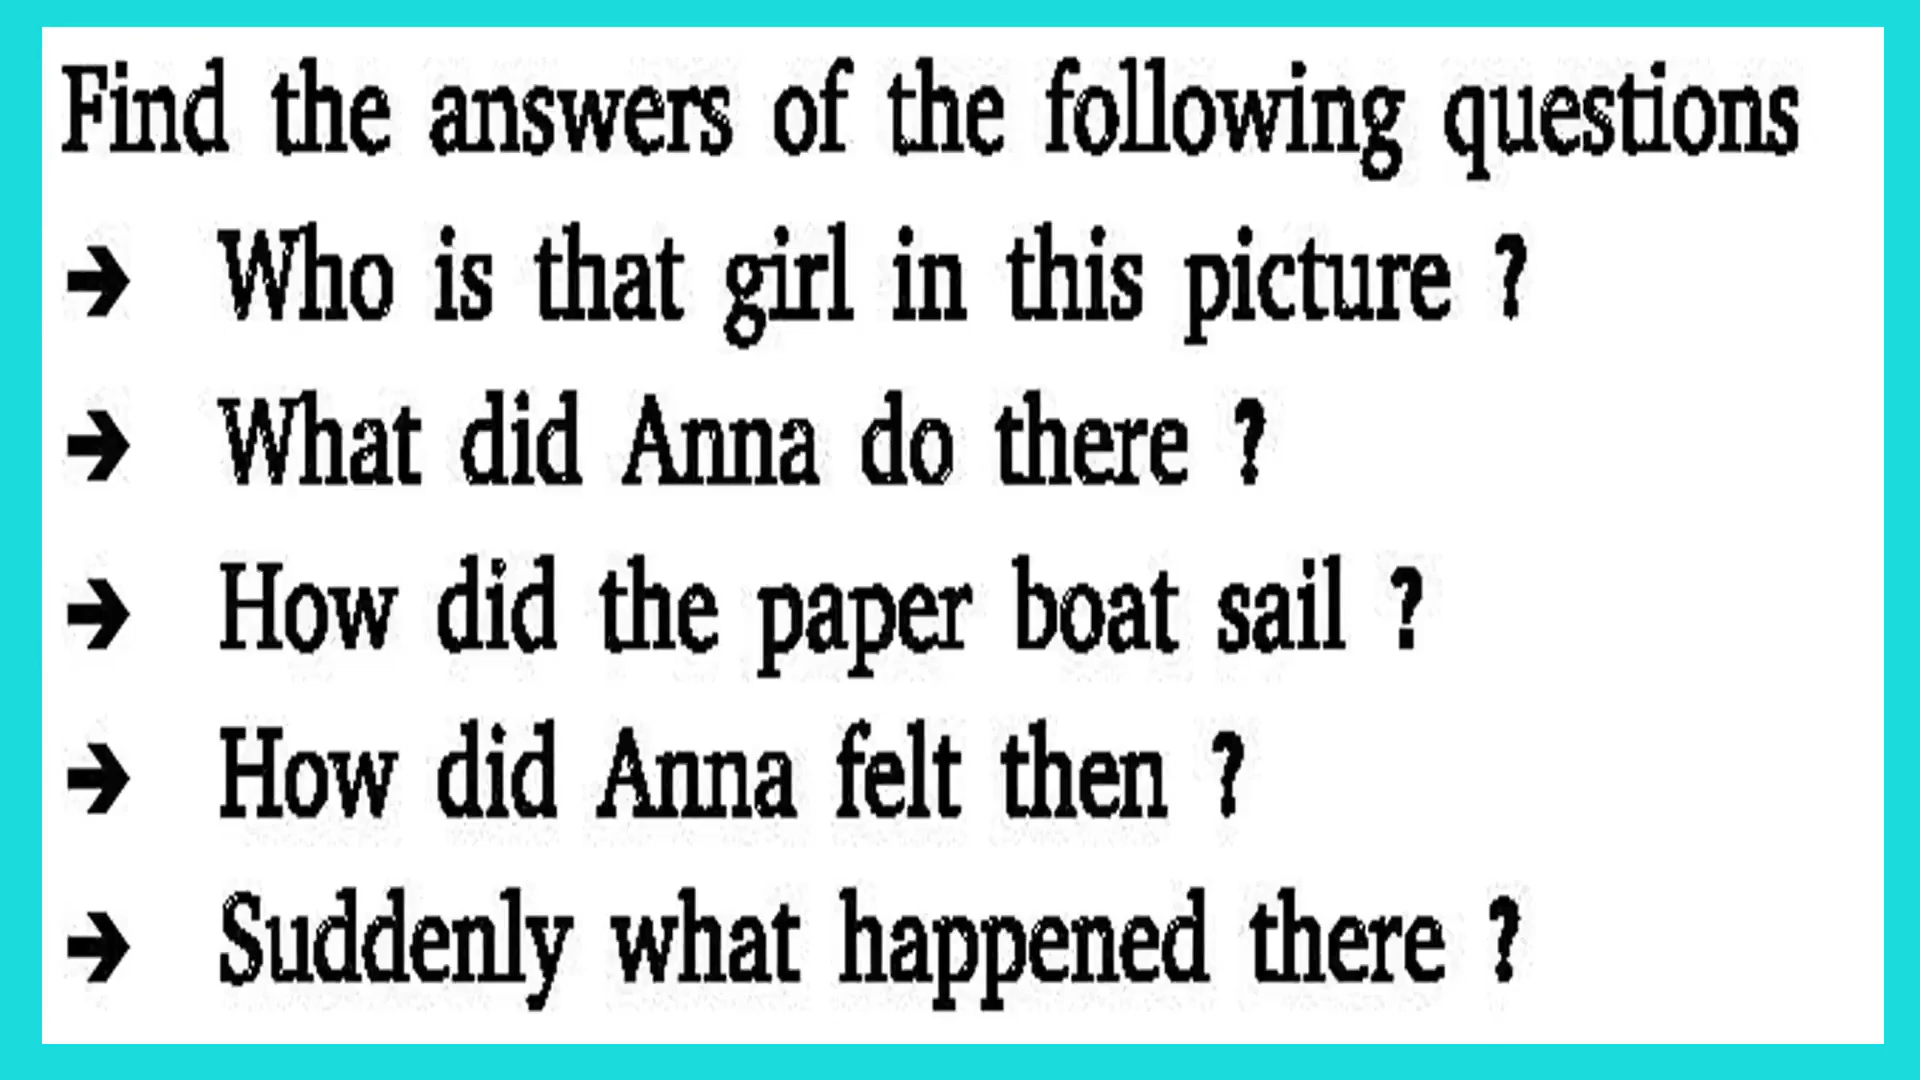 Find the answers of the following questions
➔ Who is that girl in this picture ?
➔ What did Anna do there ?
➔ How did the paper boat sail ?
➔ How did Anna felt then ?
➔ Suddenly what happened there ?